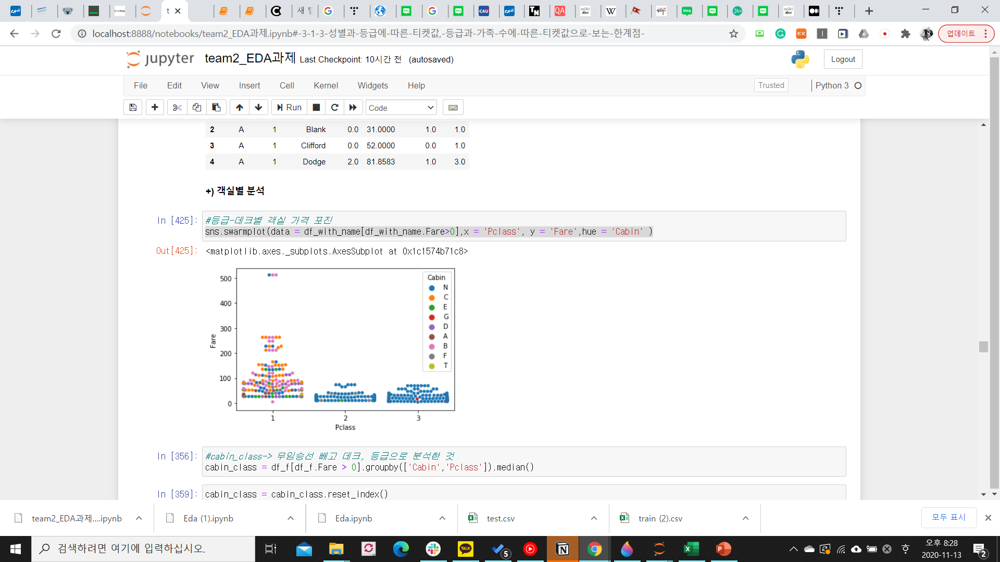 t
새 탭
QA
wiki docs
W
blog
wiki docs
localhost:8888/notebooks/team2_EDA과제.ipynb#-3-1-3-성별과-등급에-따른-티켓값,-등급과-가족-수에-따른-티켓값으로-보는-한계점-
업데이트
jupyter team2_EDA과제 Last Checkpoint: 10시간 전 (autosaved)
Logout
File Edit View Insert Cell Kernel Widgets Help
Trusted
Python 3
Run
Code
2 A 1 Blank 0.0 31.0000 1.0 1.0
3 A 1 Clifford 0.0 52.0000 0.0 1.0
4 A 1 Dodge 2.0 81.8583 1.0 3.0
+) 객실별 분석
In [425]: #등급-데크별 객실 가격 포진
sns.swarmplot(data = df_with_name[df_with_name.Fare>0],x = 'Pclass', y = 'Fare',hue = 'Cabin' )
Out[425]: <matplotlib.axes._subplots.AxesSubplot at 0x1c1574b71c8>
Cabin
N
C
E
G
D
A
B
F
T
500
400
300
200
100
0
Fare
1 2 3
Pclass
In [356]: #cabin_class-> 무임승선 빼고 데크, 등급으로 분석한 것
cabin_class = df_f[df_f.Fare > 0].groupby(['Cabin','Pclass']).median()
In [359]: cabin_class = cabin_class.reset_index()
team2_EDA과제....ipynb
Eda (1).ipynb
Eda.ipynb
test.csv
train (2).csv
모두 표시
검색하려면 여기에 입력하십시오.
TALK
5
오후 8:28
2020-11-13
2